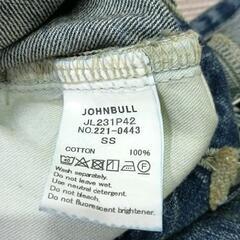 JOHNBULL
JL231P42
NO.221-0443
SS
COTTON 100%
Wash separately.
Do not leave wet.
Use neutral detergent.
Do not bleach.
Do not fluorescent brightener.